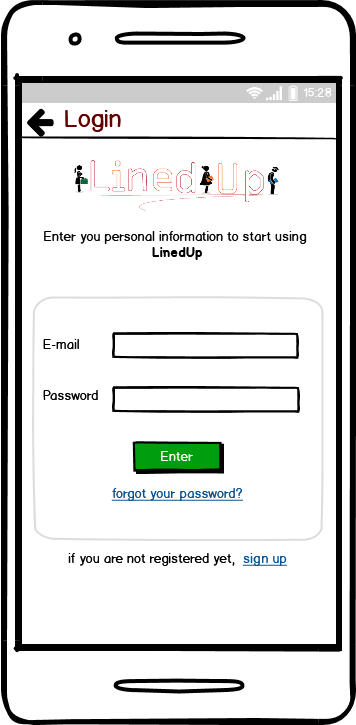 15:28
Login
LinedUp
Enter you personal information to start using
LinedUp
E-mail
Password
Enter
forgot your password?
if you are not registered yet, sign up